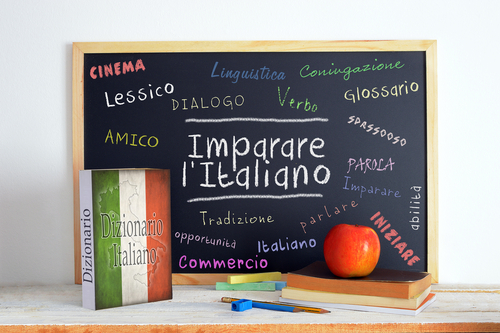 CINEMA
Linguistica
Coniugazione
Lessico
DIALOGO
Verbo
Glossario
SPASSOOSO
AMICO
Imparare
l'Italiano
PAROLA
Imparare
abilità
Tradizione
parlare
INIZIARE
opportunità
Italiano
Commercio
Dizionario
Dizionario
Italiano